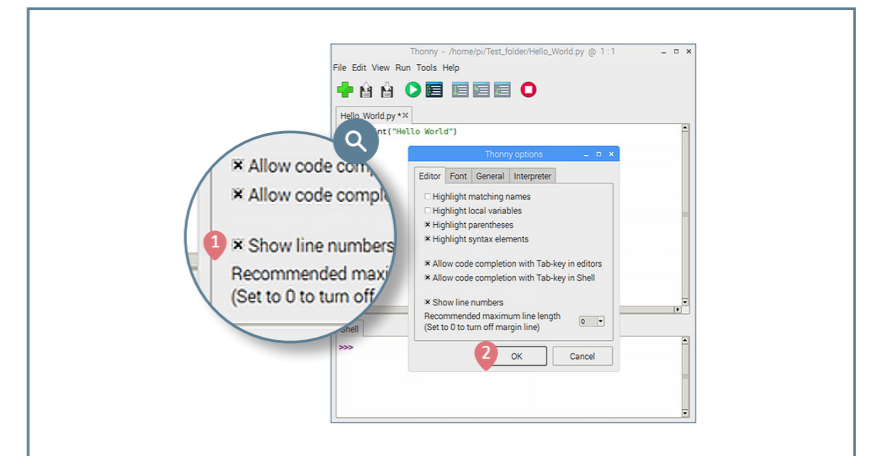 Thonny - /home/pi/Test_folder/Hello_World.py @ 1 : 1
File Edit View Run Tools Help
Hello_World.py *
"Hello World")
Thonny options
Editor Font General Interpreter
Highlight matching names
Highlight local variables
Highlight parentheses
Highlight syntax elements
Allow code completion with Tab-key in editors
Allow code completion with Tab-key in Shell
Show line numbers
Recommended maximum line length
(Set to 0 to turn off margin line)
0
2
OK Cancel
Shell
>>>
Allow code
Allow code
1
Show line numbers
Recommended
(Set to 0 to turn off